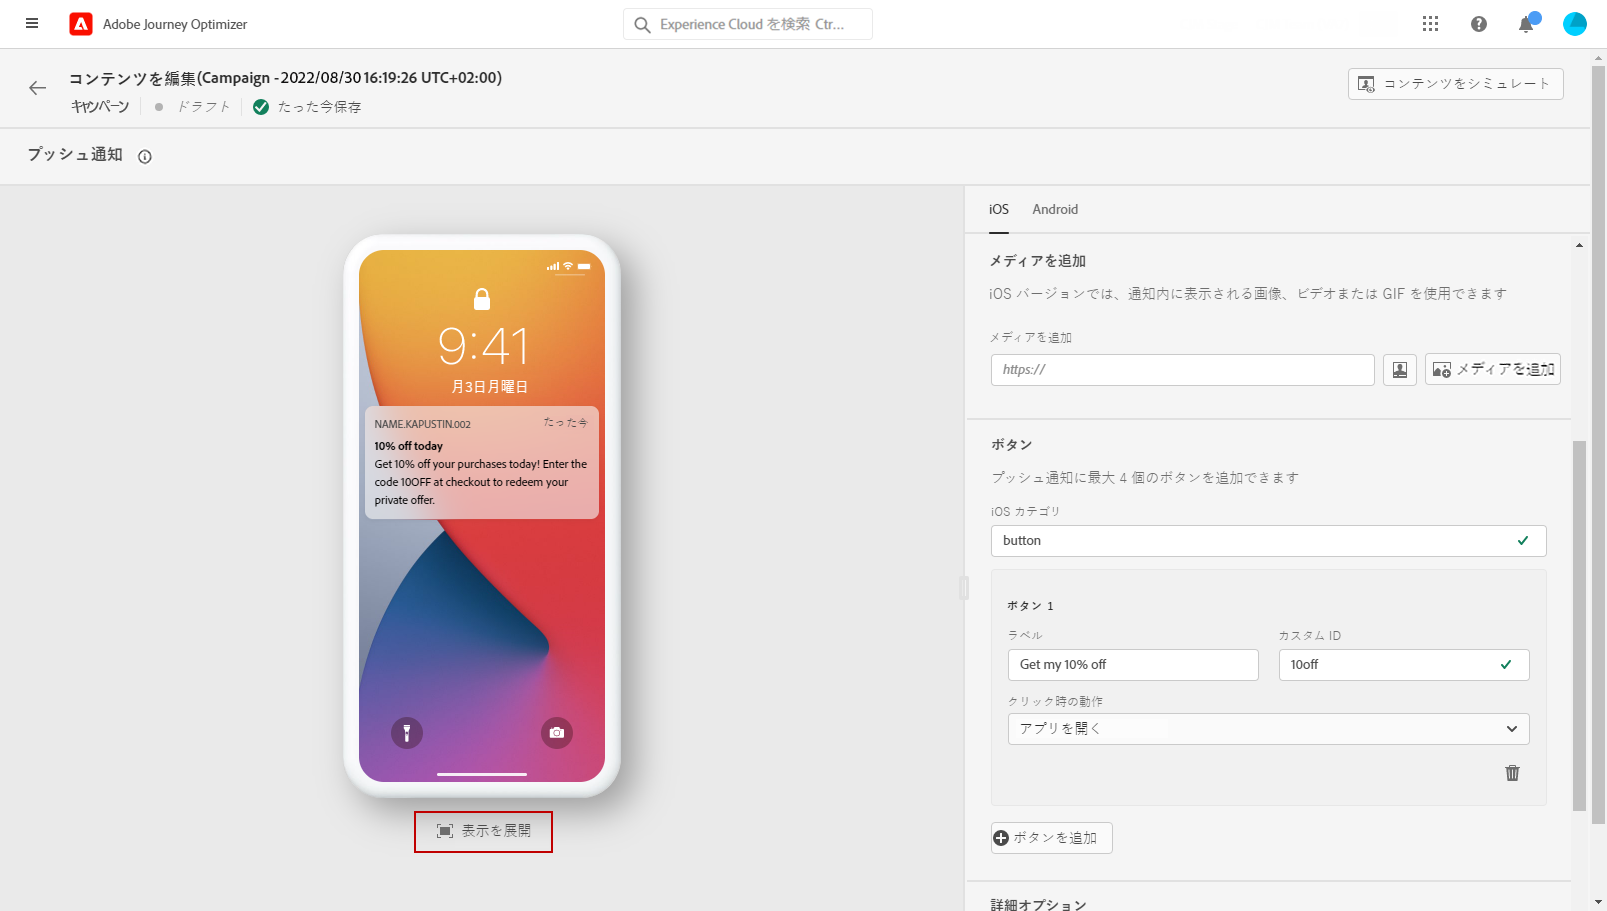 Adobe Journey Optimizer
Experience Cloud を検索 Ctr...
コンテンツを編集(Campaign - 2022/08/30 16:19:26 UTC+02:00)
キャンペーン ドラフト たった今保存
コンテンツをシミュレート
プッシュ通知
9:41
月3日月曜日
NAME.KAPUSTIN.002 たった今
10% off today
Get 10% off your purchases today! Enter the
code 10OFF at checkout to redeem your
private offer.
表示を展開
iOS Android
メディアを追加
iOS バージョンでは、通知内に表示される画像、ビデオまたは GIF を使用できます
メディアを追加
https://
メディアを追加
ボタン
プッシュ通知に最大 4 個のボタンを追加できます
iOS カテゴリ
button
ボタン 1
ラベル カスタム ID
Get my 10% off 10off
クリック時の動作
アプリを開く
ボタンを追加
詳細オプション